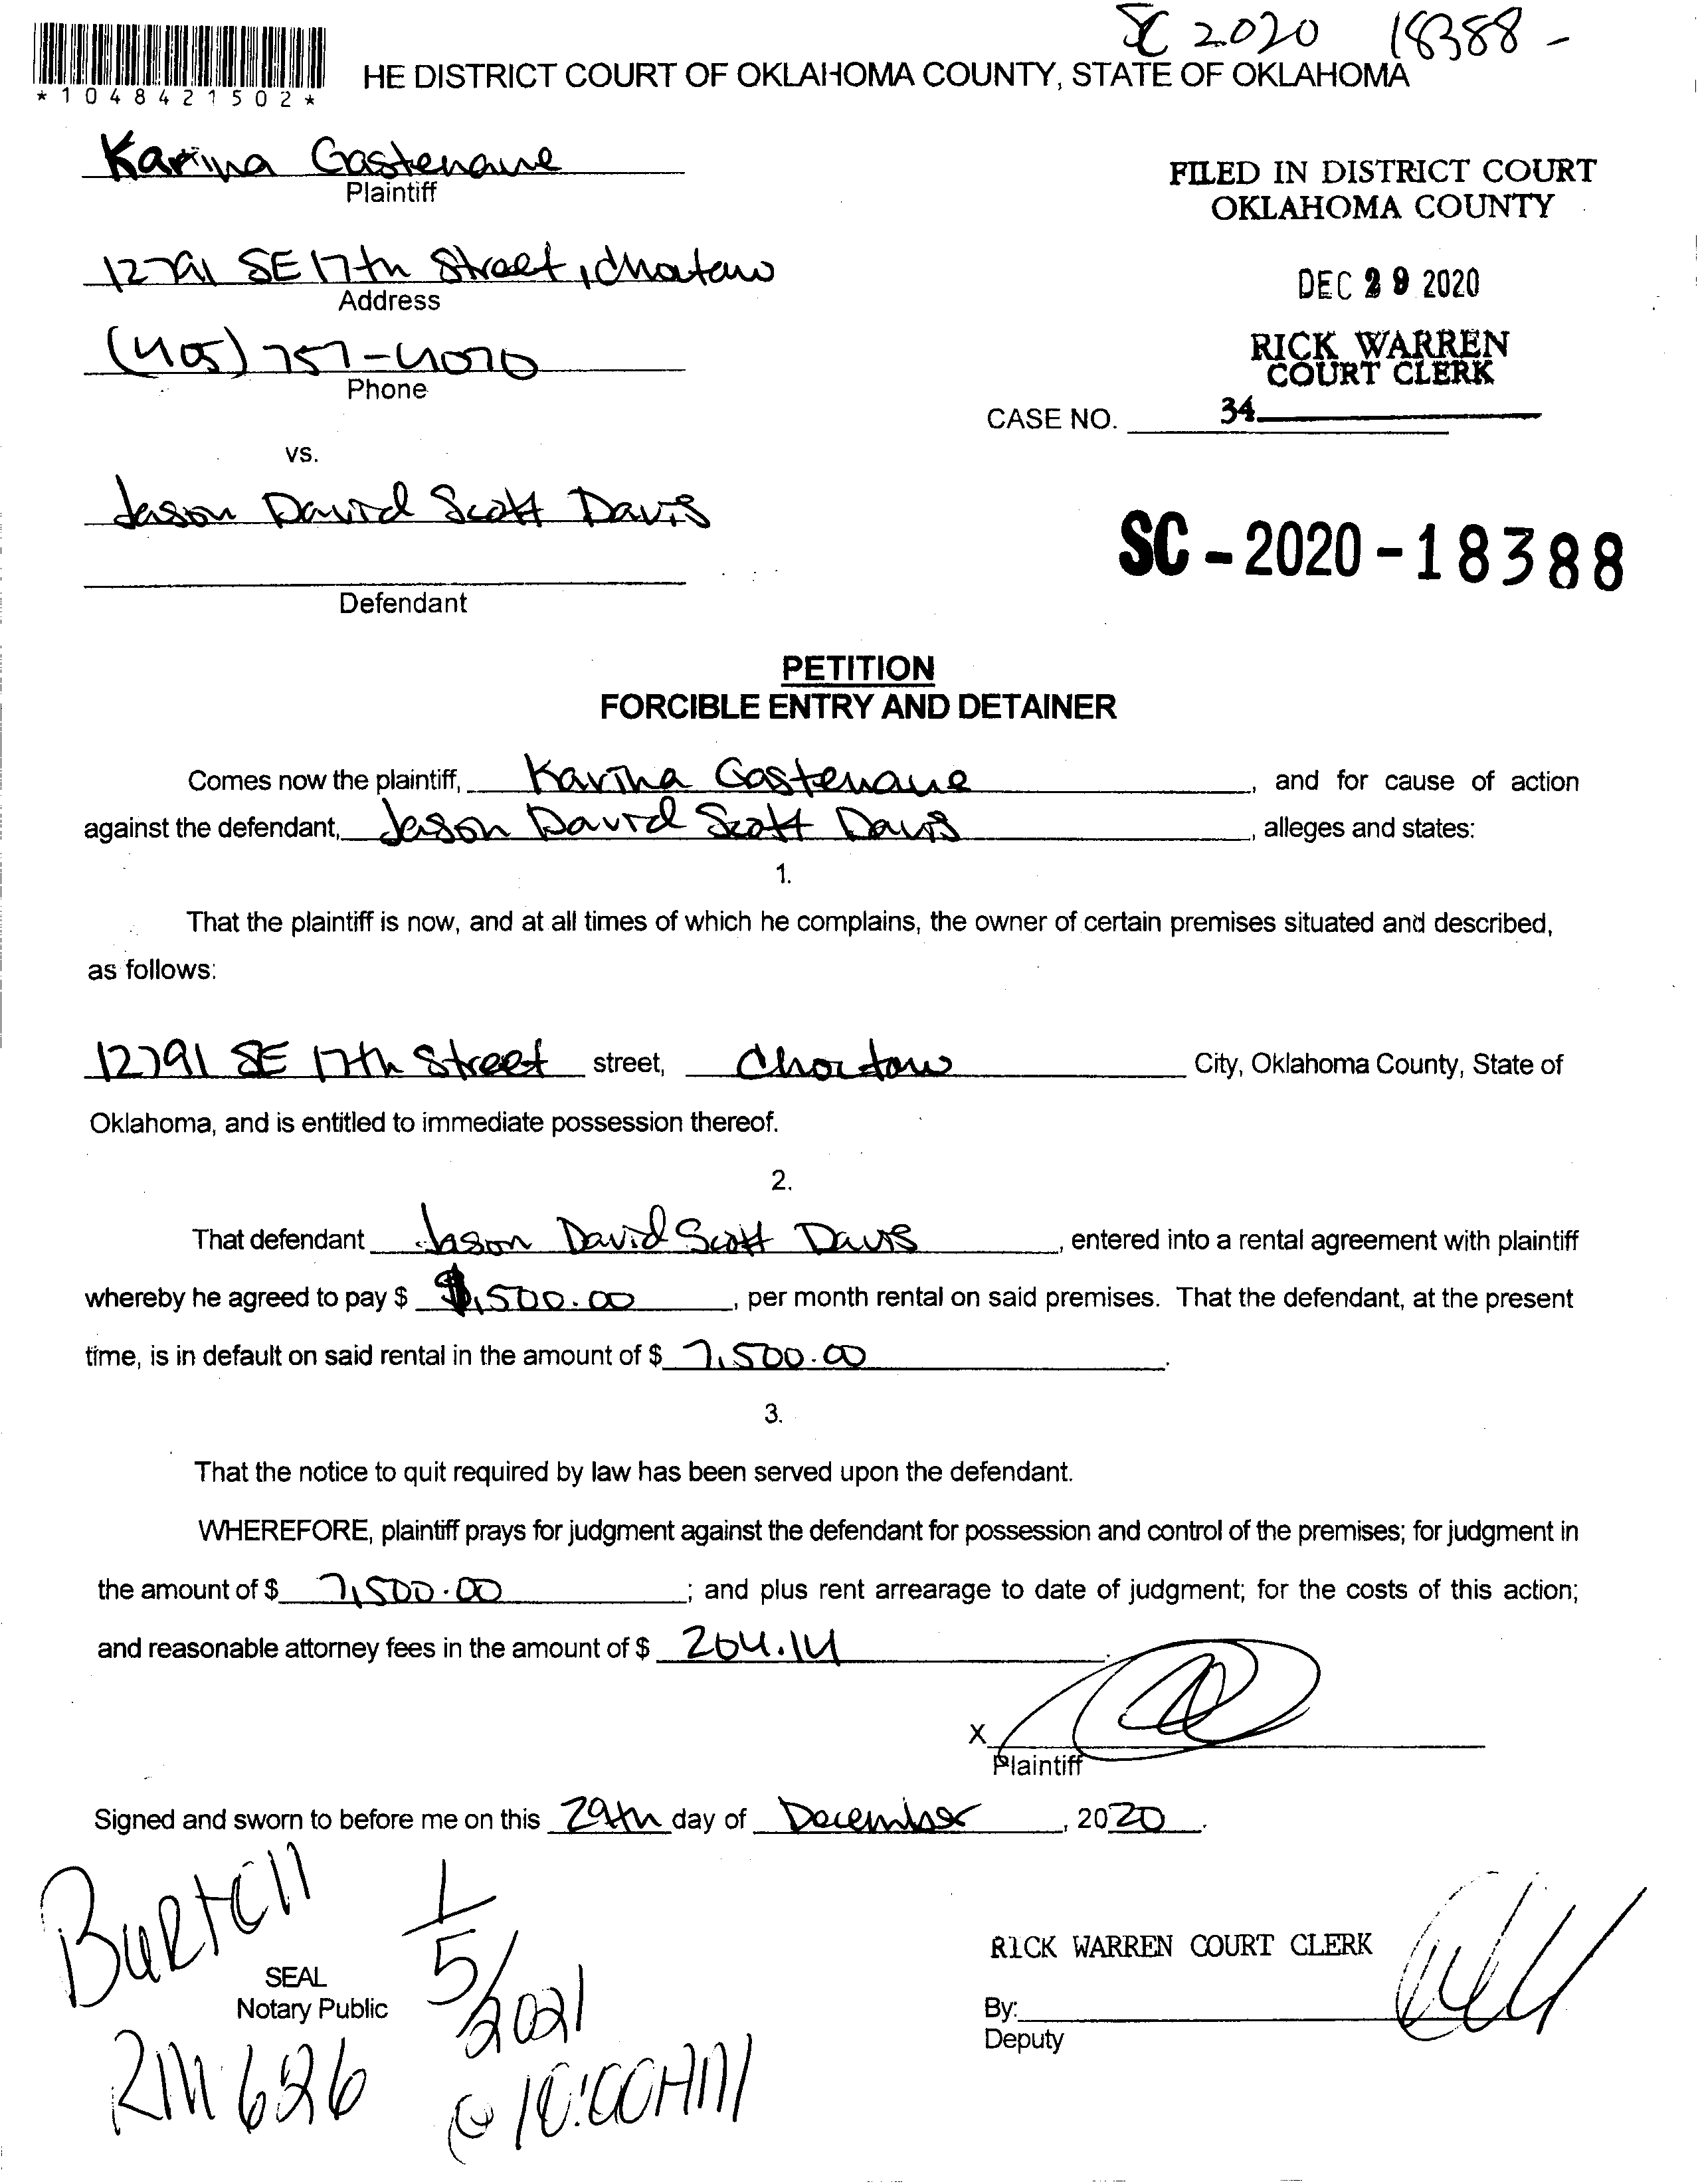 SC 2020 18388-
*1048421502*
HE DISTRICT COURT OF OKLAHOMA COUNTY, STATE OF OKLAHOMA
Karina Castenane
Plaintiff
FILED IN DISTRICT COURT
OKLAHOMA COUNTY
12791 SE 17th Street, Choctaw
Address
DEC 29 2020
(405) 757-4070
Phone
RICK WARREN
COURT CLERK
CASE NO. 34
vs.
Jason David Scott Davis
SC-2020-18388
Defendant
PETITION
FORCIBLE ENTRY AND DETAINER
Comes now the plaintiff, Karina Castenane, and for cause of action
against the defendant, Jason David Scott Davis, alleges and states:
1.
That the plaintiff is now, and at all times of which he complains, the owner of certain premises situated and described,
as follows:
12791 SE 17th Street street, Choctaw City, Oklahoma County, State of
Oklahoma, and is entitled to immediate possession thereof.
2.
That defendant Jason David Scott Davis, entered into a rental agreement with plaintiff
whereby he agreed to pay $ 1,500.00, per month rental on said premises. That the defendant, at the present
time, is in default on said rental in the amount of $ 7,500.00.
3.
That the notice to quit required by law has been served upon the defendant.
WHEREFORE, plaintiff prays for judgment against the defendant for possession and control of the premises; for judgment in
the amount of $ 7,500.00; and plus rent arrearage to date of judgment; for the costs of this action;
and reasonable attorney fees in the amount of $ 264.14.
X
Plaintiff
Signed and sworn to before me on this 29th day of December, 2020.
BURtell
1/5/2021
SEAL
Notary Public
RICK WARREN COURT CLERK
By:
Deputy
RM 626
@ 10:00AM